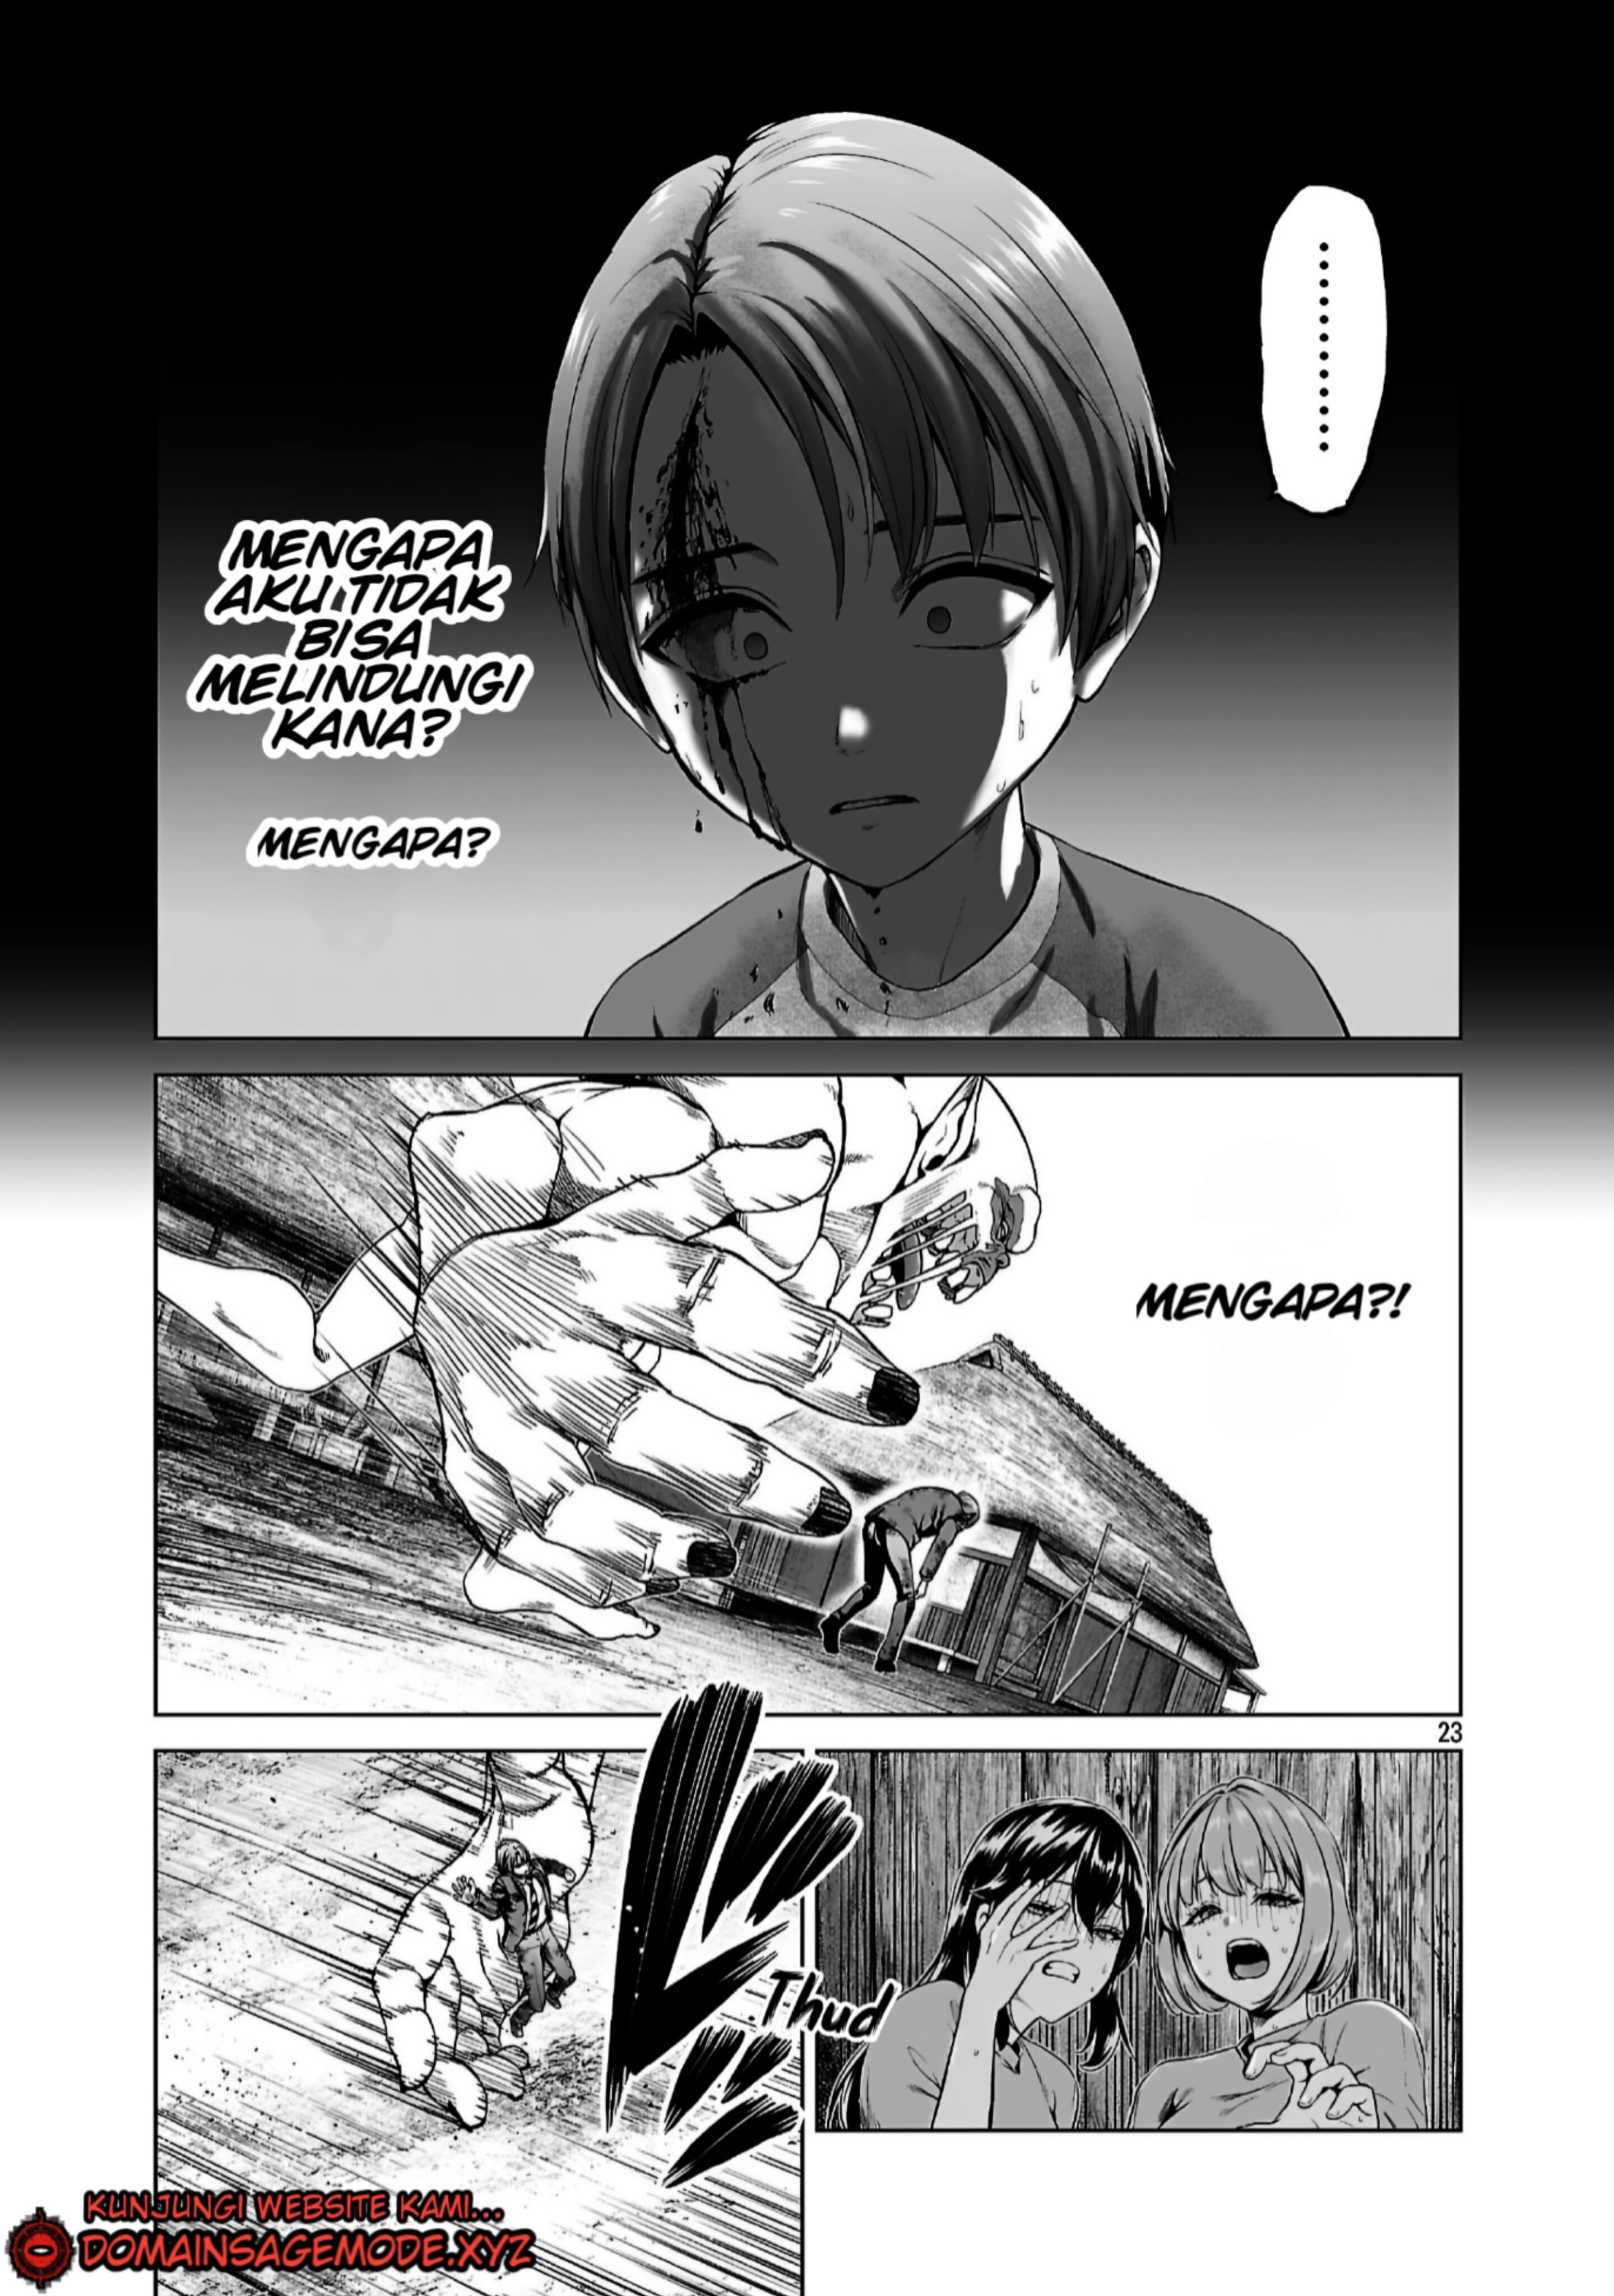 ............
MENGAPA
AKU TIDAK
BISA
MELINDUNGI
KANA?
MENGAPA?
MENGAPA?!
23
Thud
KUNJUNGI WEBSITE KAMI...
DOMAINSAGEMODE.XYZ